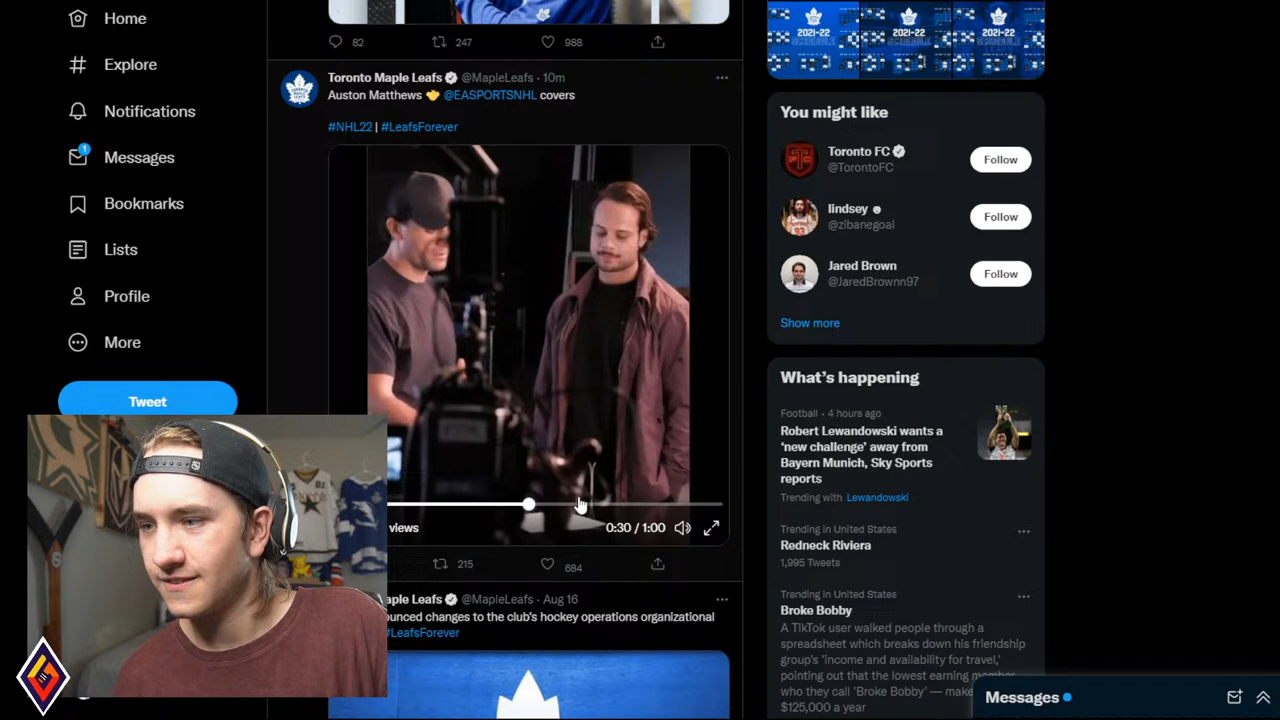 Home
Explore
Notifications
1
Messages
Bookmarks
Lists
Profile
More
Tweet
82
247
988
Toronto Maple Leafs @MapleLeafs · 10m
Auston Matthews 🤝 @EASPORTSNHL covers
#NHL22 | #LeafsForever
views
0:30 / 1:00
215
684
aple Leafs @MapleLeafs · Aug 16
ounced changes to the club's hockey operations organizational
#LeafsForever
2021-22
2021-22
2021-22
You might like
Toronto FC
@TorontoFC
Follow
lindsey
@zibanegoal
Follow
Jared Brown
@JaredBrownn97
Follow
Show more
What's happening
Football · 4 hours ago
Robert Lewandowski wants a
'new challenge' away from
Bayern Munich, Sky Sports
reports
Trending with Lewandowski
Trending in United States
Redneck Riviera
1,995 Tweets
Trending in United States
Broke Bobby
A TikTok user walked people through a
spreadsheet which breaks down his friendship
group's 'income and availability for travel,'
pointing out that the lowest earning member,
who they call 'Broke Bobby' — make
$125,000 a year
Messages